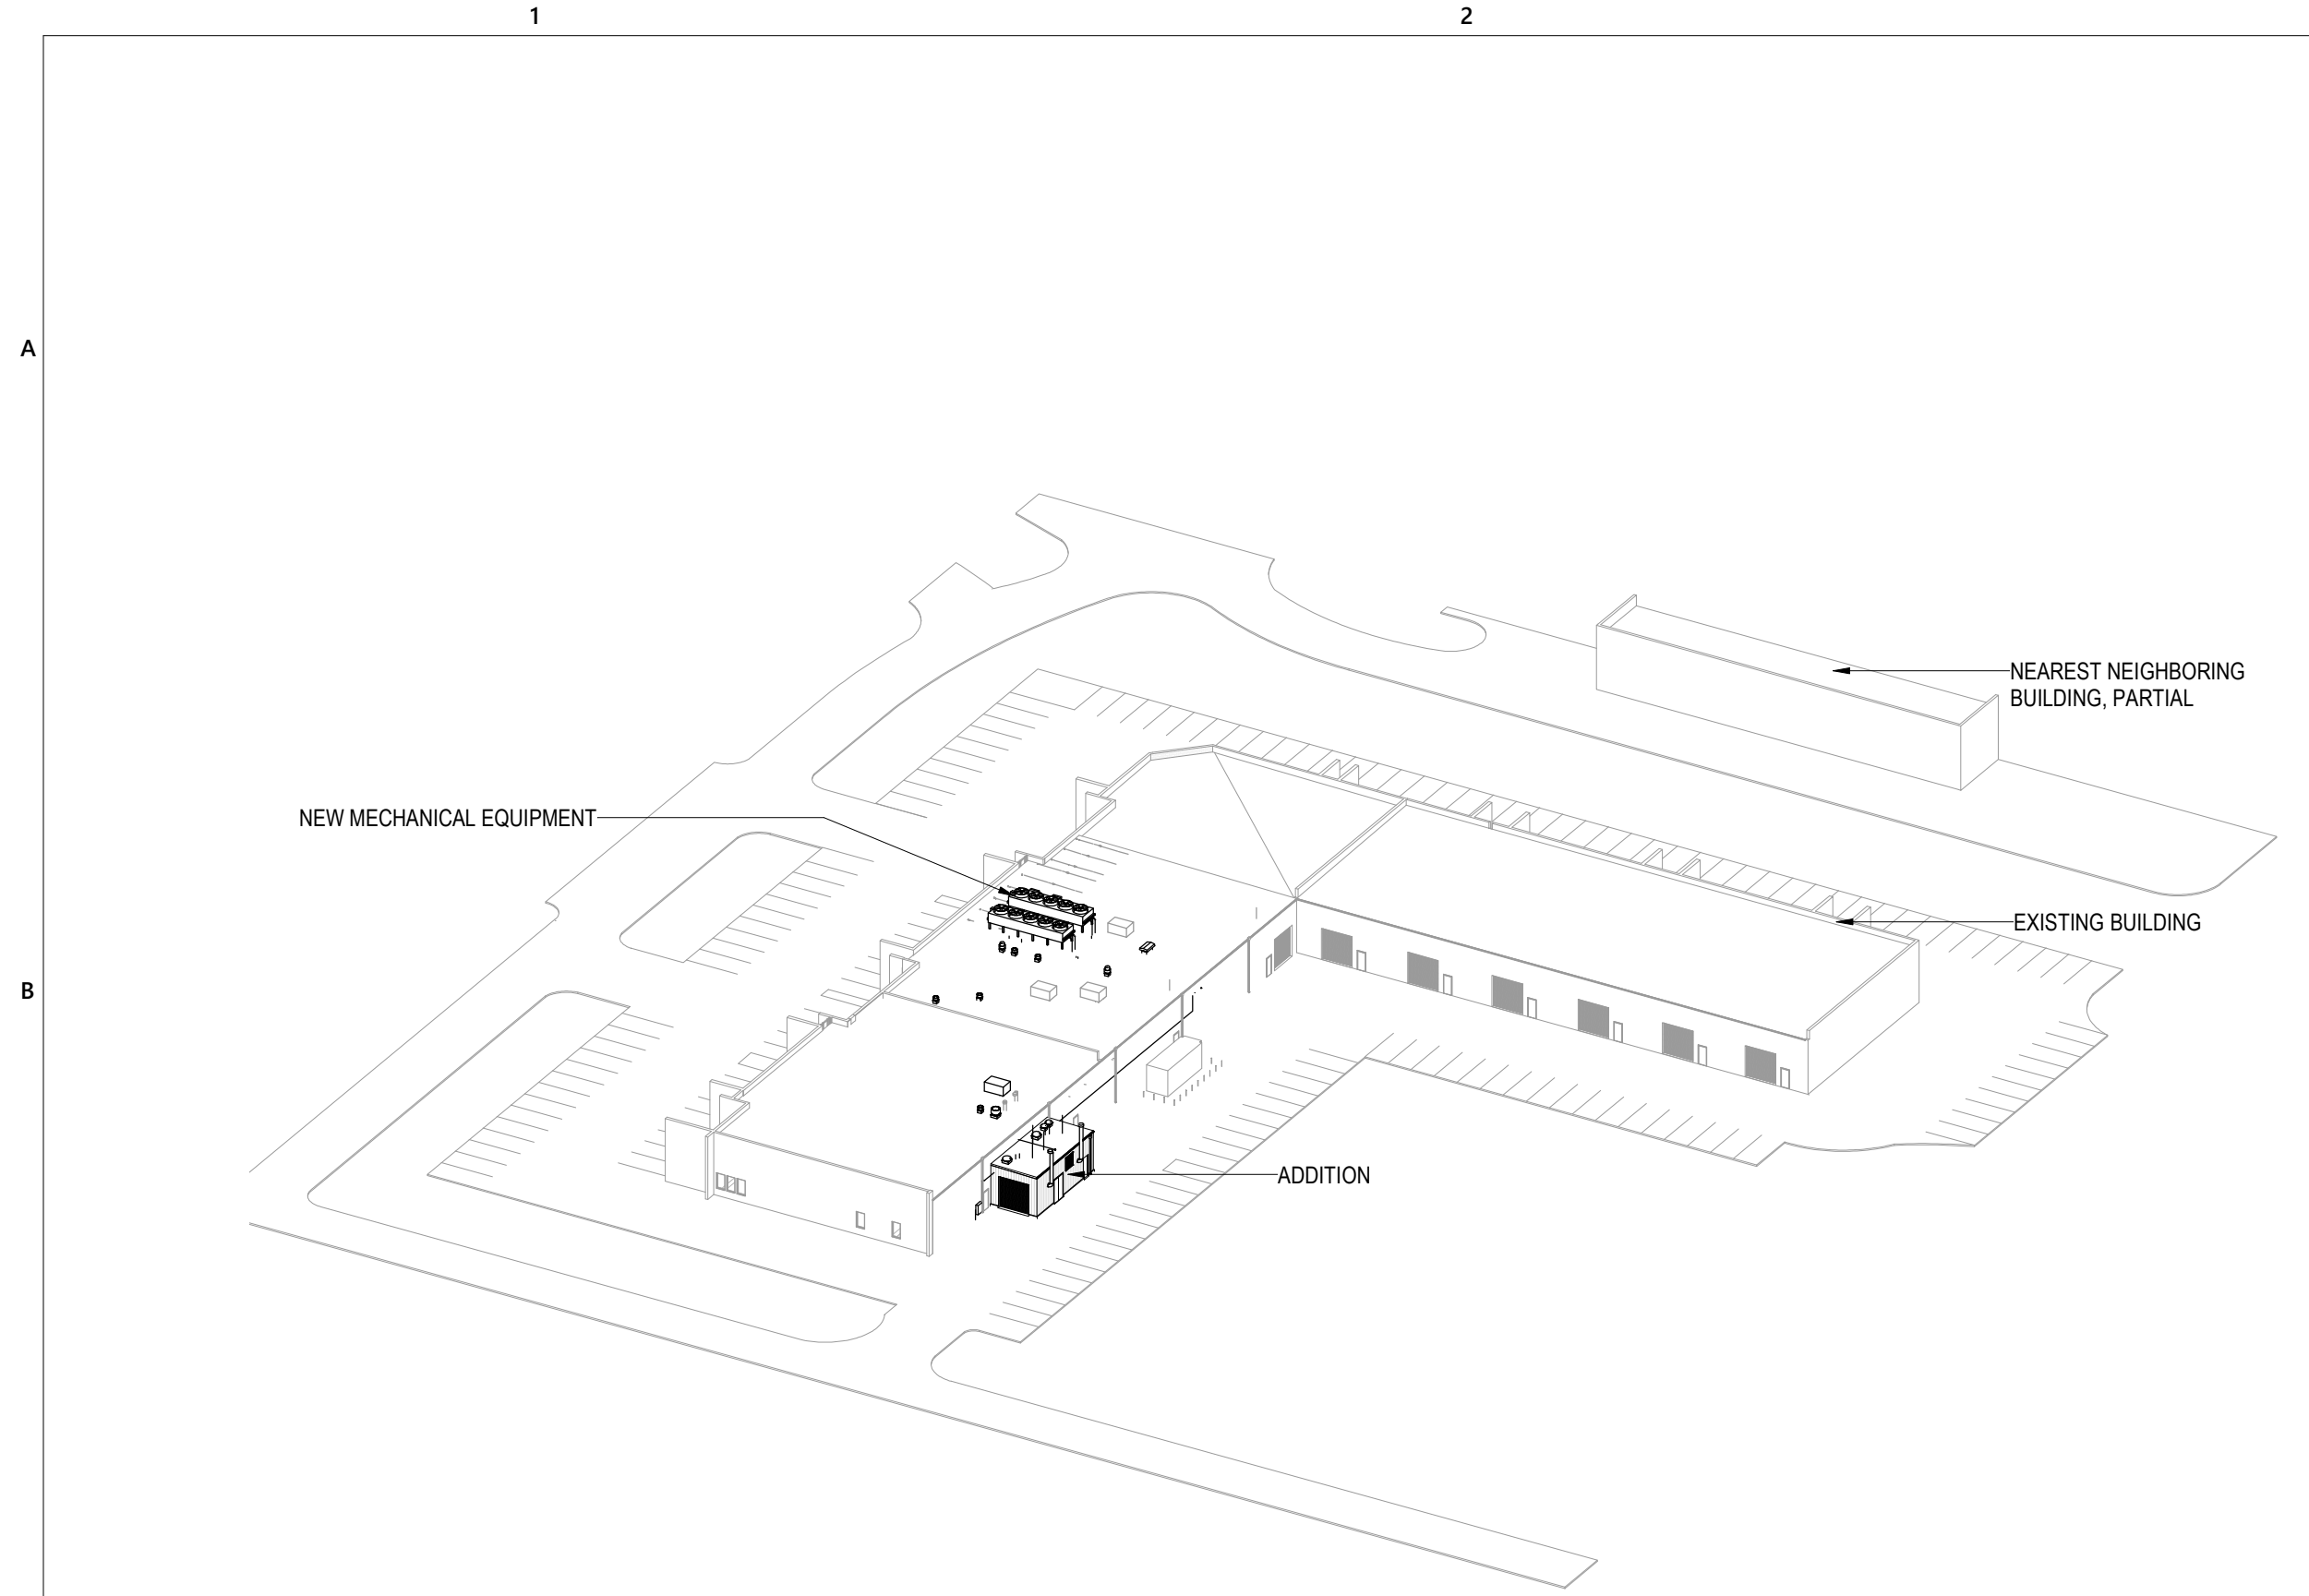 1
2
A
NEAREST NEIGHBORING
BUILDING, PARTIAL
NEW MECHANICAL EQUIPMENT
EXISTING BUILDING
B
ADDITION